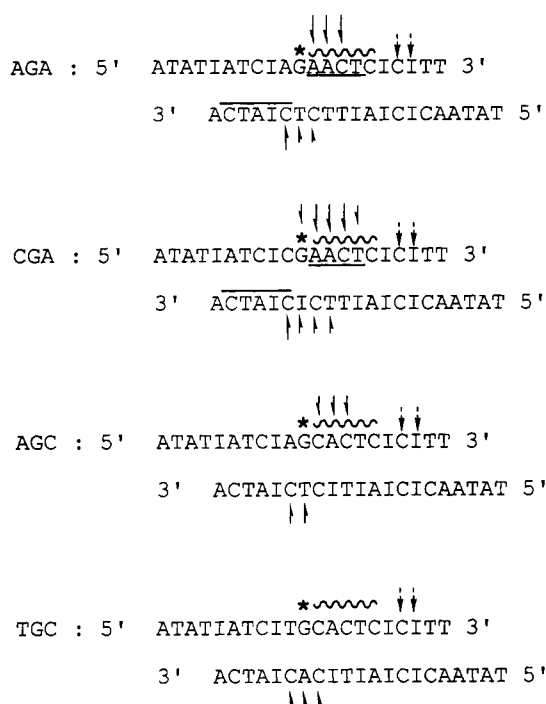 *
AGA : 5' ATATIATCIAGAACTCICITT 3'
3' ACTAICTCTTIAICICAATAT 5'
*
CGA : 5' ATATIATCICGAACTCICITT 3'
3' ACTAICICTTIAICICAATAT 5'
*
AGC : 5' ATATIATCIAGCACTCICITT 3'
3' ACTAICTCITIAICICAATAT 5'
*
TGC : 5' ATATIATCITGCACTCICITT 3'
3' ACTAICACITIAICICAATAT 5'